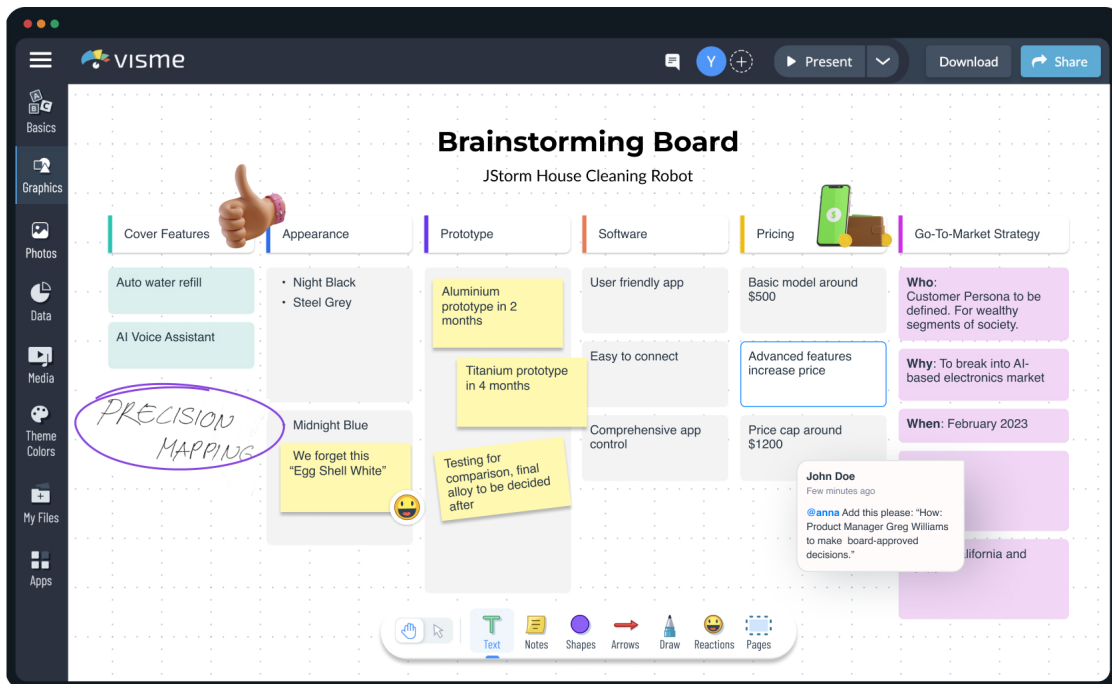 visme
Y
Present
Download
Share
Basics
Graphics
Photos
Data
Media
Theme
Colors
My Files
Apps
Brainstorming Board
JStorm House Cleaning Robot
Cover Features
Auto water refill
AI Voice Assistant
PRECISION
MAPPING
Appearance
• Night Black
• Steel Grey
Midnight Blue
We forget this
“Egg Shell White”
Prototype
Aluminium
prototype in 2
months
Titanium prototype
in 4 months
Testing for
comparison, final
alloy to be decided
after
Software
User friendly app
Easy to connect
Comprehensive app
control
Pricing
$
Basic model around
$500
Advanced features
increase price
Price cap around
$1200
Go-To-Market Strategy
Who:
Customer Persona to be
defined. For wealthy
segments of society.
Why: To break into AI-
based electronics market
When: February 2023
lifornia and
John Doe
Few minutes ago
@anna Add this please: “How:
Product Manager Greg Williams
to make board-approved
decisions.”
Text
Notes
Shapes
Arrows
Draw
Reactions
Pages